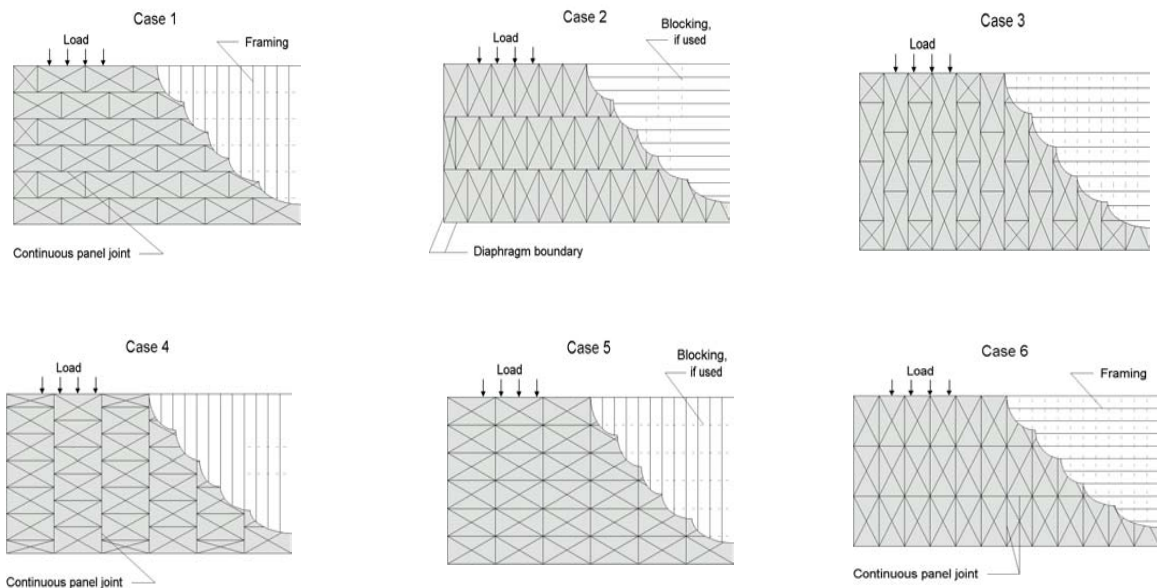 Case 1
Load
Framing
Continuous panel joint
Case 2
Load
Blocking,
if used
Diaphragm boundary
Case 3
Load
Case 4
Load
Continuous panel joint
Case 5
Load
Blocking,
if used
Case 6
Load
Framing
Continuous panel joint